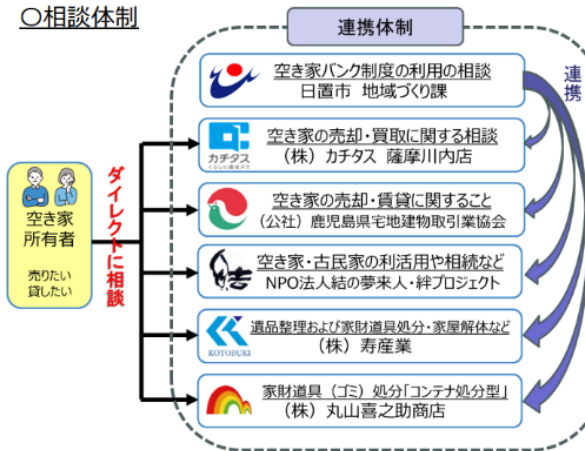 〇相談体制
連携体制
空き家バンク制度の利用の相談
日置市 地域づくり課
連携
カチタス
空き家の売却・買取に関する相談
（株）カチタス 薩摩川内店
ダイレクトに相談
空き家
所有者
売りたい
貸したい
空き家の売却・賃貸に関すること
（公社）鹿児島県宅地建物取引業協会
結
空き家・古民家の利活用や相続など
NPO法人結の夢来人・絆プロジェクト
KOTOBUKI
遺品整理および家財道具処分・家屋解体など
（株）寿産業
家財道具（ゴミ）処分「コンテナ処分型」
（株）丸山喜之助商店